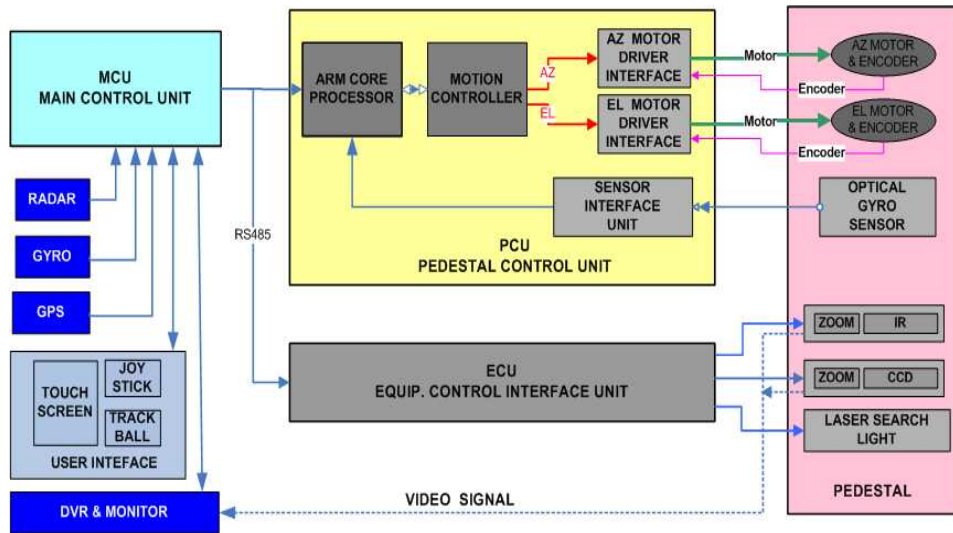 MCU
MAIN CONTROL UNIT
RADAR
GYRO
GPS
TOUCH
SCREEN
JOY
STICK
TRACK
BALL
USER INTEFACE
DVR & MONITOR
RS485
ARM CORE
PROCESSOR
MOTION
CONTROLLER
AZ
EL
AZ MOTOR
DRIVER
INTERFACE
EL MOTOR
DRIVER
INTERFACE
SENSOR
INTERFACE
UNIT
PCU
PEDESTAL CONTROL UNIT
Motor
Encoder
Motor
Encoder
AZ MOTOR
& ENCODER
EL MOTOR
& ENCODER
OPTICAL
GYRO
SENSOR
ECU
EQUIP. CONTROL INTERFACE UNIT
ZOOM IR
ZOOM CCD
LASER SEARCH
LIGHT
PEDESTAL
VIDEO SIGNAL